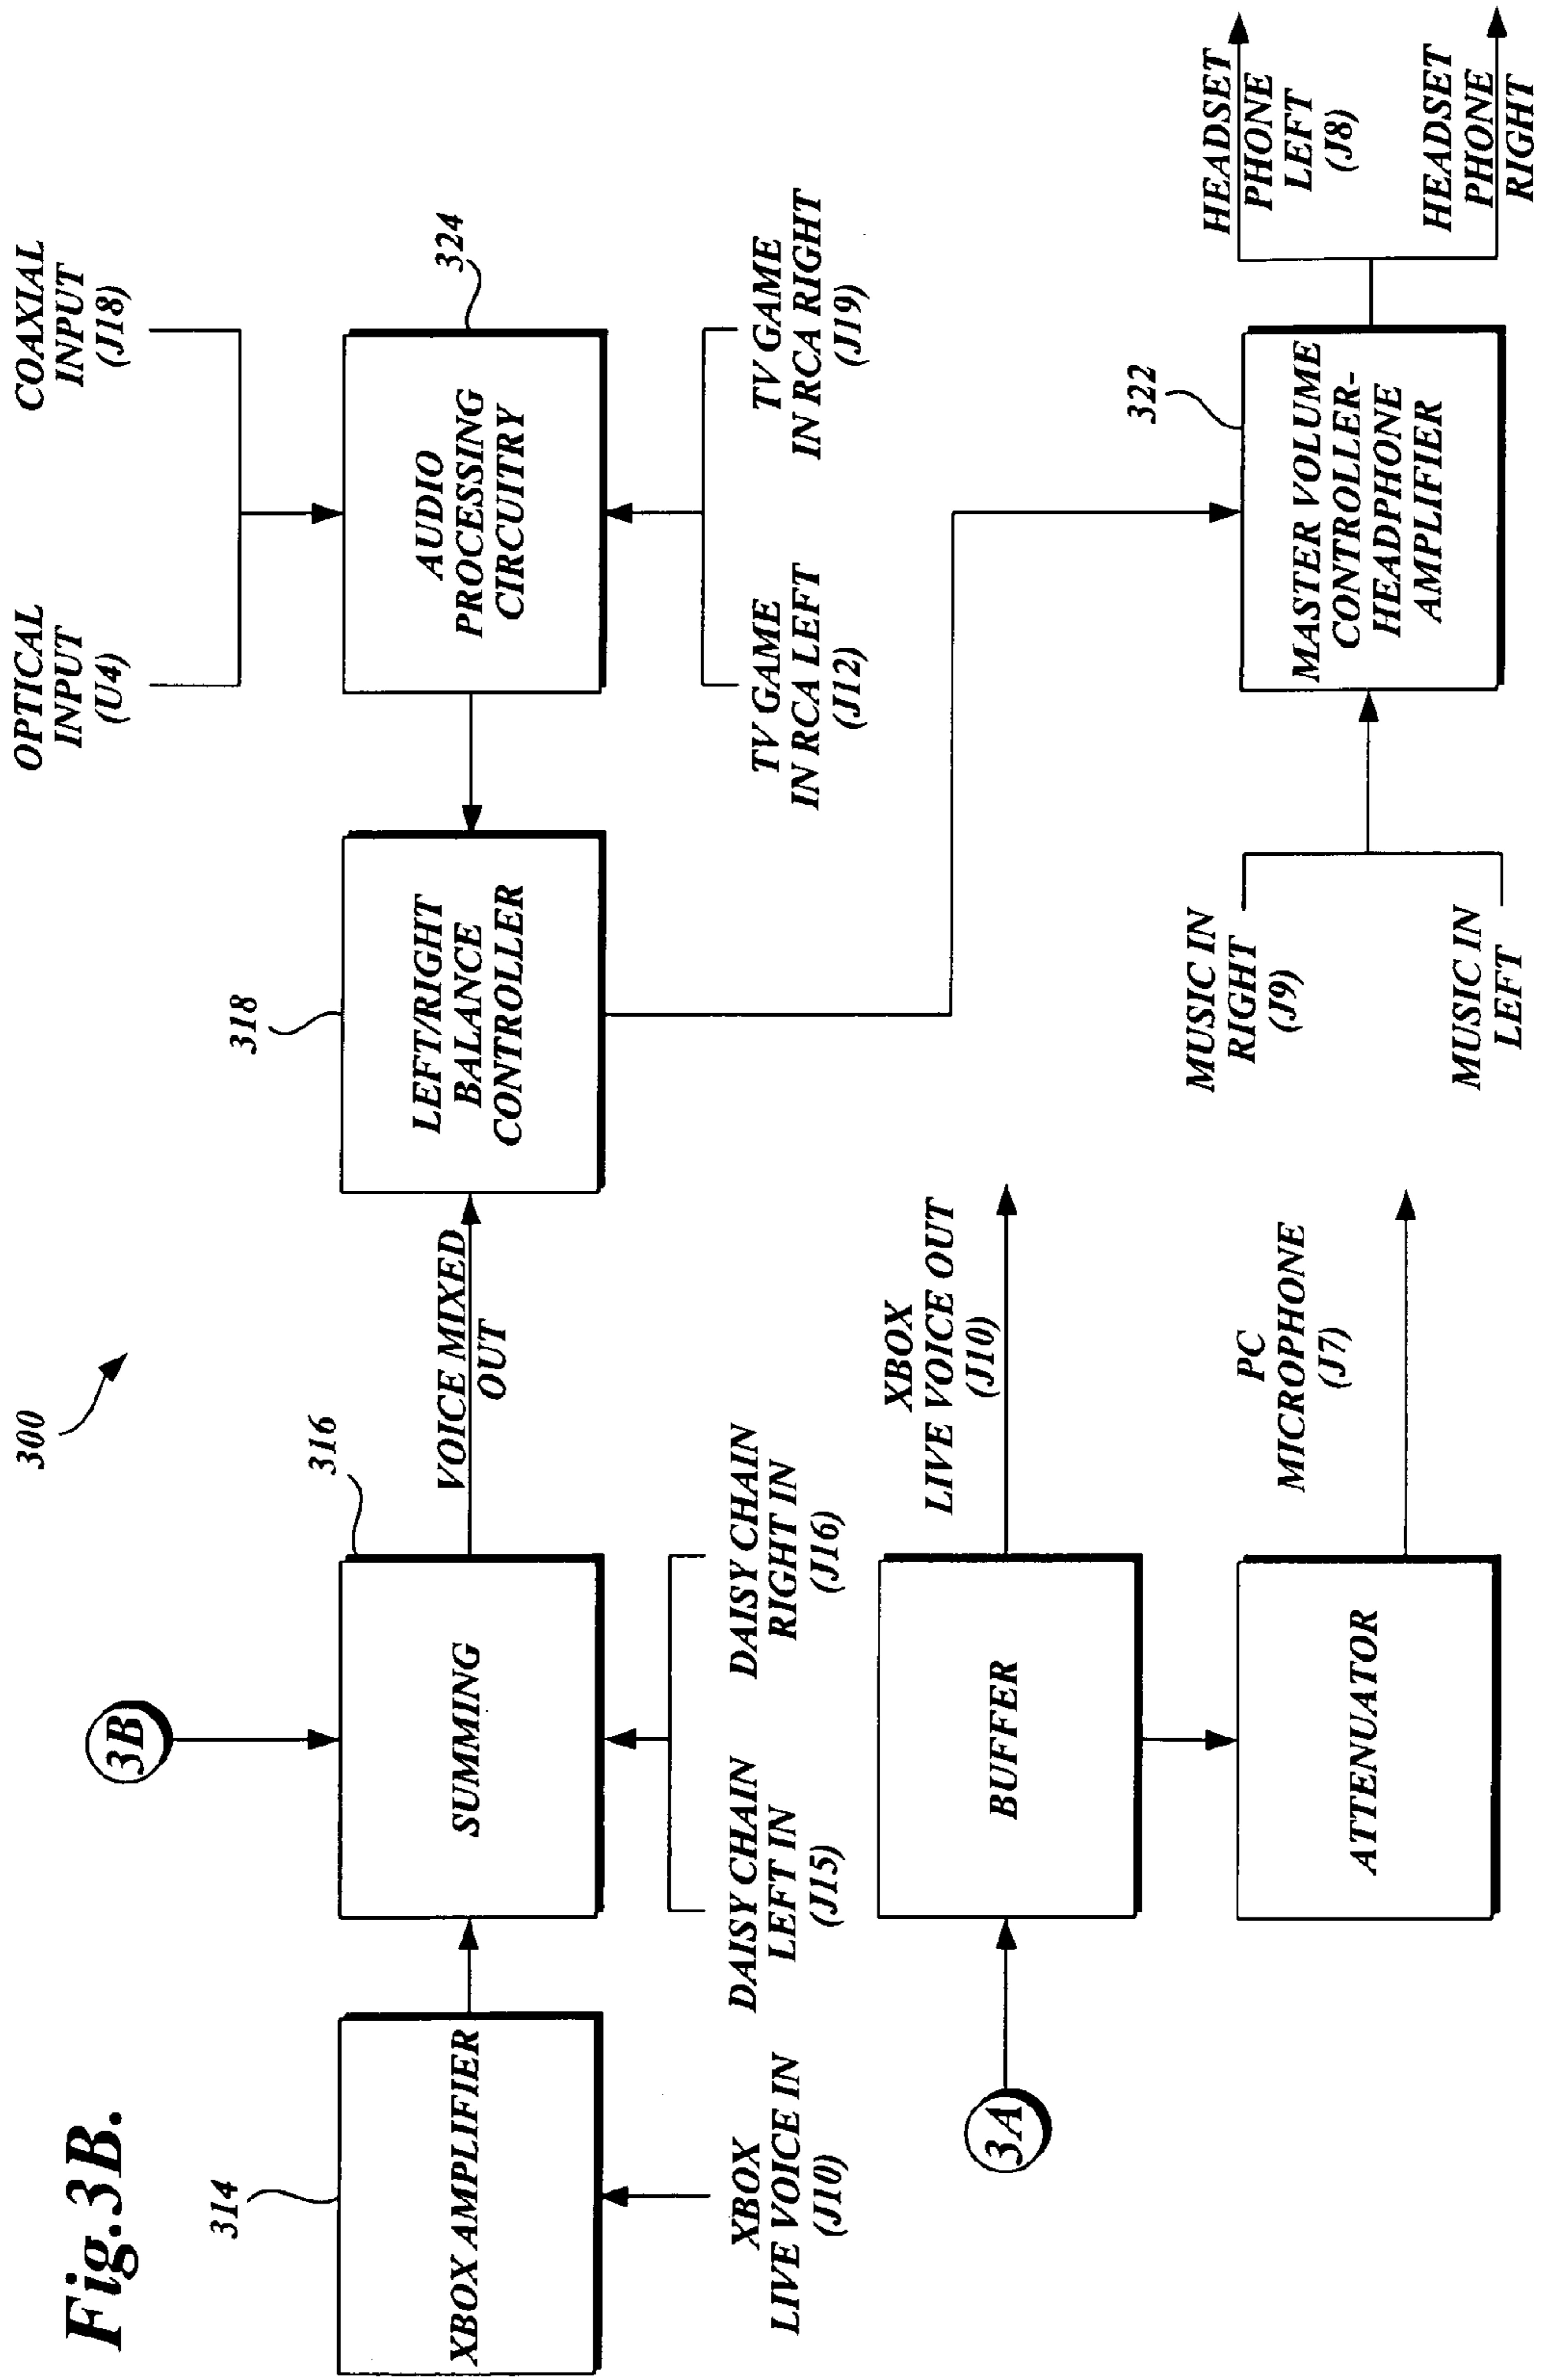 Fig.3B.
300
314
XBOX AMPLIFIER
XBOX
LIVE VOICE IN
(J10)
3B
316
SUMMING
DAISY CHAIN
LEFT IN
(J15)
DAISY CHAIN
RIGHT IN
(J16)
VOICE MIXED
OUT
318
LEFT/RIGHT
BALANCE
CONTROLLER
OPTICAL
INPUT
(U4)
COAXIAL
INPUT
(J18)
324
AUDIO
PROCESSING
CIRCUITRY
TV GAME
IN RCA LEFT
(J12)
TV GAME
IN RCA RIGHT
(J19)
3A
BUFFER
XBOX
LIVE VOICE OUT
(J10)
ATTENUATOR
PC
MICROPHONE
(J7)
MUSIC IN
RIGHT
(J9)
MUSIC IN
LEFT
322
MASTER VOLUME
CONTROLLER-
HEADPHONE
AMPLIFIER
HEADSET
PHONE
LEFT
(J8)
HEADSET
PHONE
RIGHT